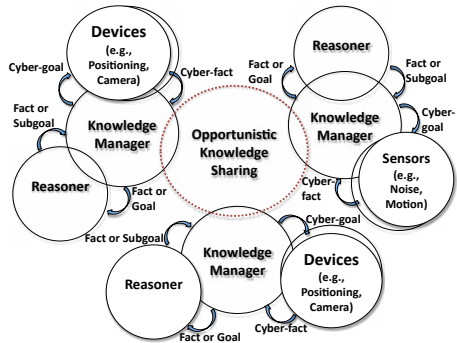 Devices
(e.g.,
Positioning,
Camera)
Cyber-goal
Cyber-fact
Fact or
Subgoal
Knowledge
Manager
Reasoner
Fact or
Goal
Opportunistic
Knowledge
Sharing
Reasoner
Fact or
Goal
Fact or
Subgoal
Knowledge
Manager
Cyber-
goal
Sensors
(e.g.,
Noise,
Motion)
Cyber-
fact
Fact or Subgoal
Knowledge
Manager
Cyber-goal
Reasoner
Devices
(e.g.,
Positioning,
Camera)
Fact or Goal
Cyber-fact